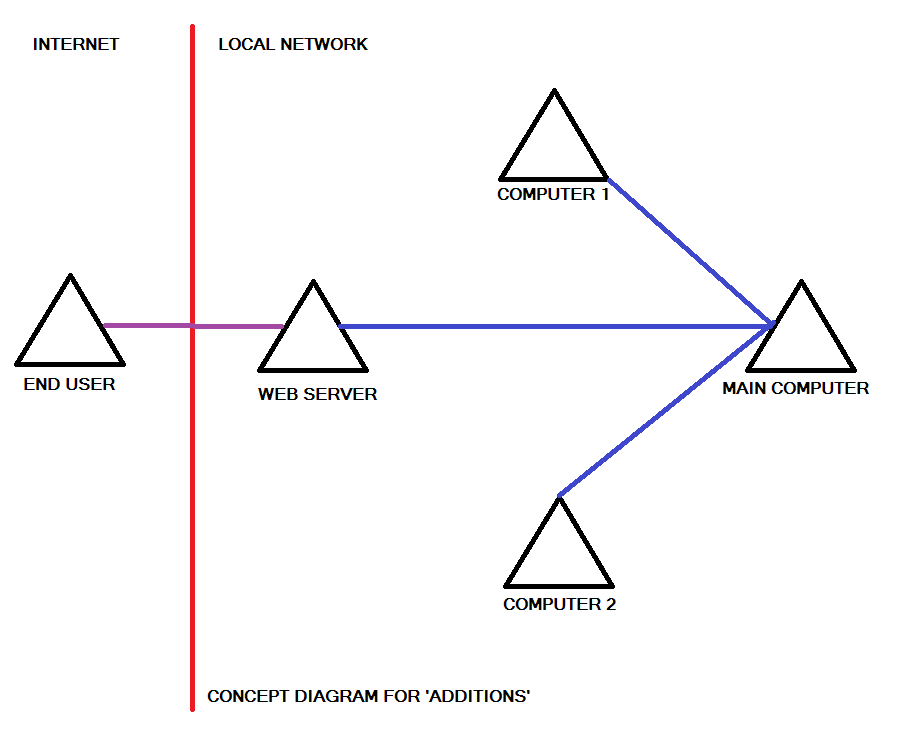 INTERNET
LOCAL NETWORK
COMPUTER 1
END USER
WEB SERVER
MAIN COMPUTER
COMPUTER 2
CONCEPT DIAGRAM FOR 'ADDITIONS'